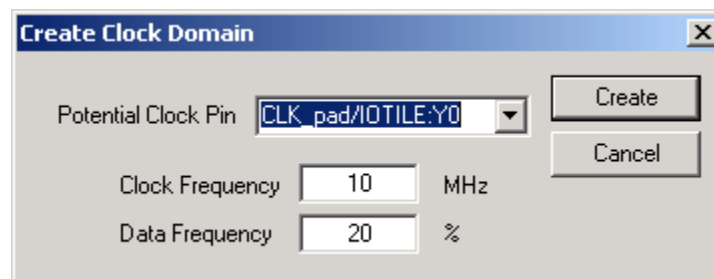 Create Clock Domain
Potential Clock Pin CLK_pad/IOTILE:Y0 Create
Cancel
Clock Frequency 10 MHz
Data Frequency 20 %